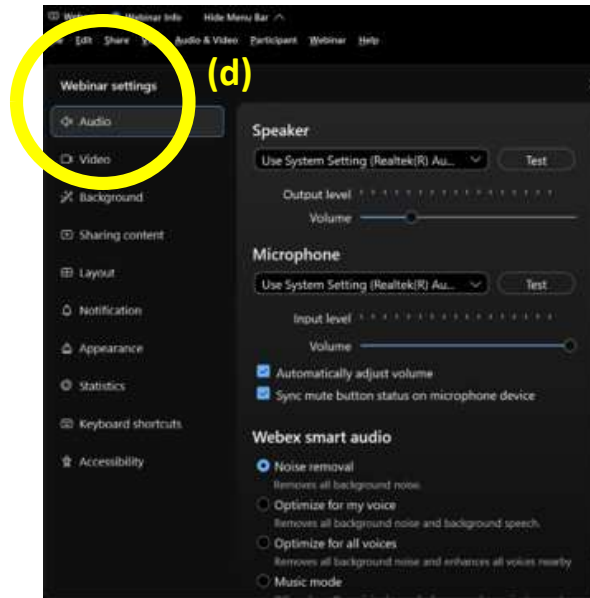 Webinar Info Hide Menu Bar
Edit Share Audio & Video Participant Webinar Help
(d)
Webinar settings
Audio
Video
Background
Sharing content
Layout
Notification
Appearance
Statistics
Keyboard shortcuts
Accessibility
Speaker
Use System Setting (Realtek(R) Au... Test
Output level
Volume
Microphone
Use System Setting (Realtek(R) Au... Test
Input level
Volume
Automatically adjust volume
Sync mute button status on microphone device
Webex smart audio
Noise removal
Removes all background noise.
Optimize for my voice
Removes all background noise and background speech.
Optimize for all voices
Removes all background noise and enhances all voices nearby
Music mode